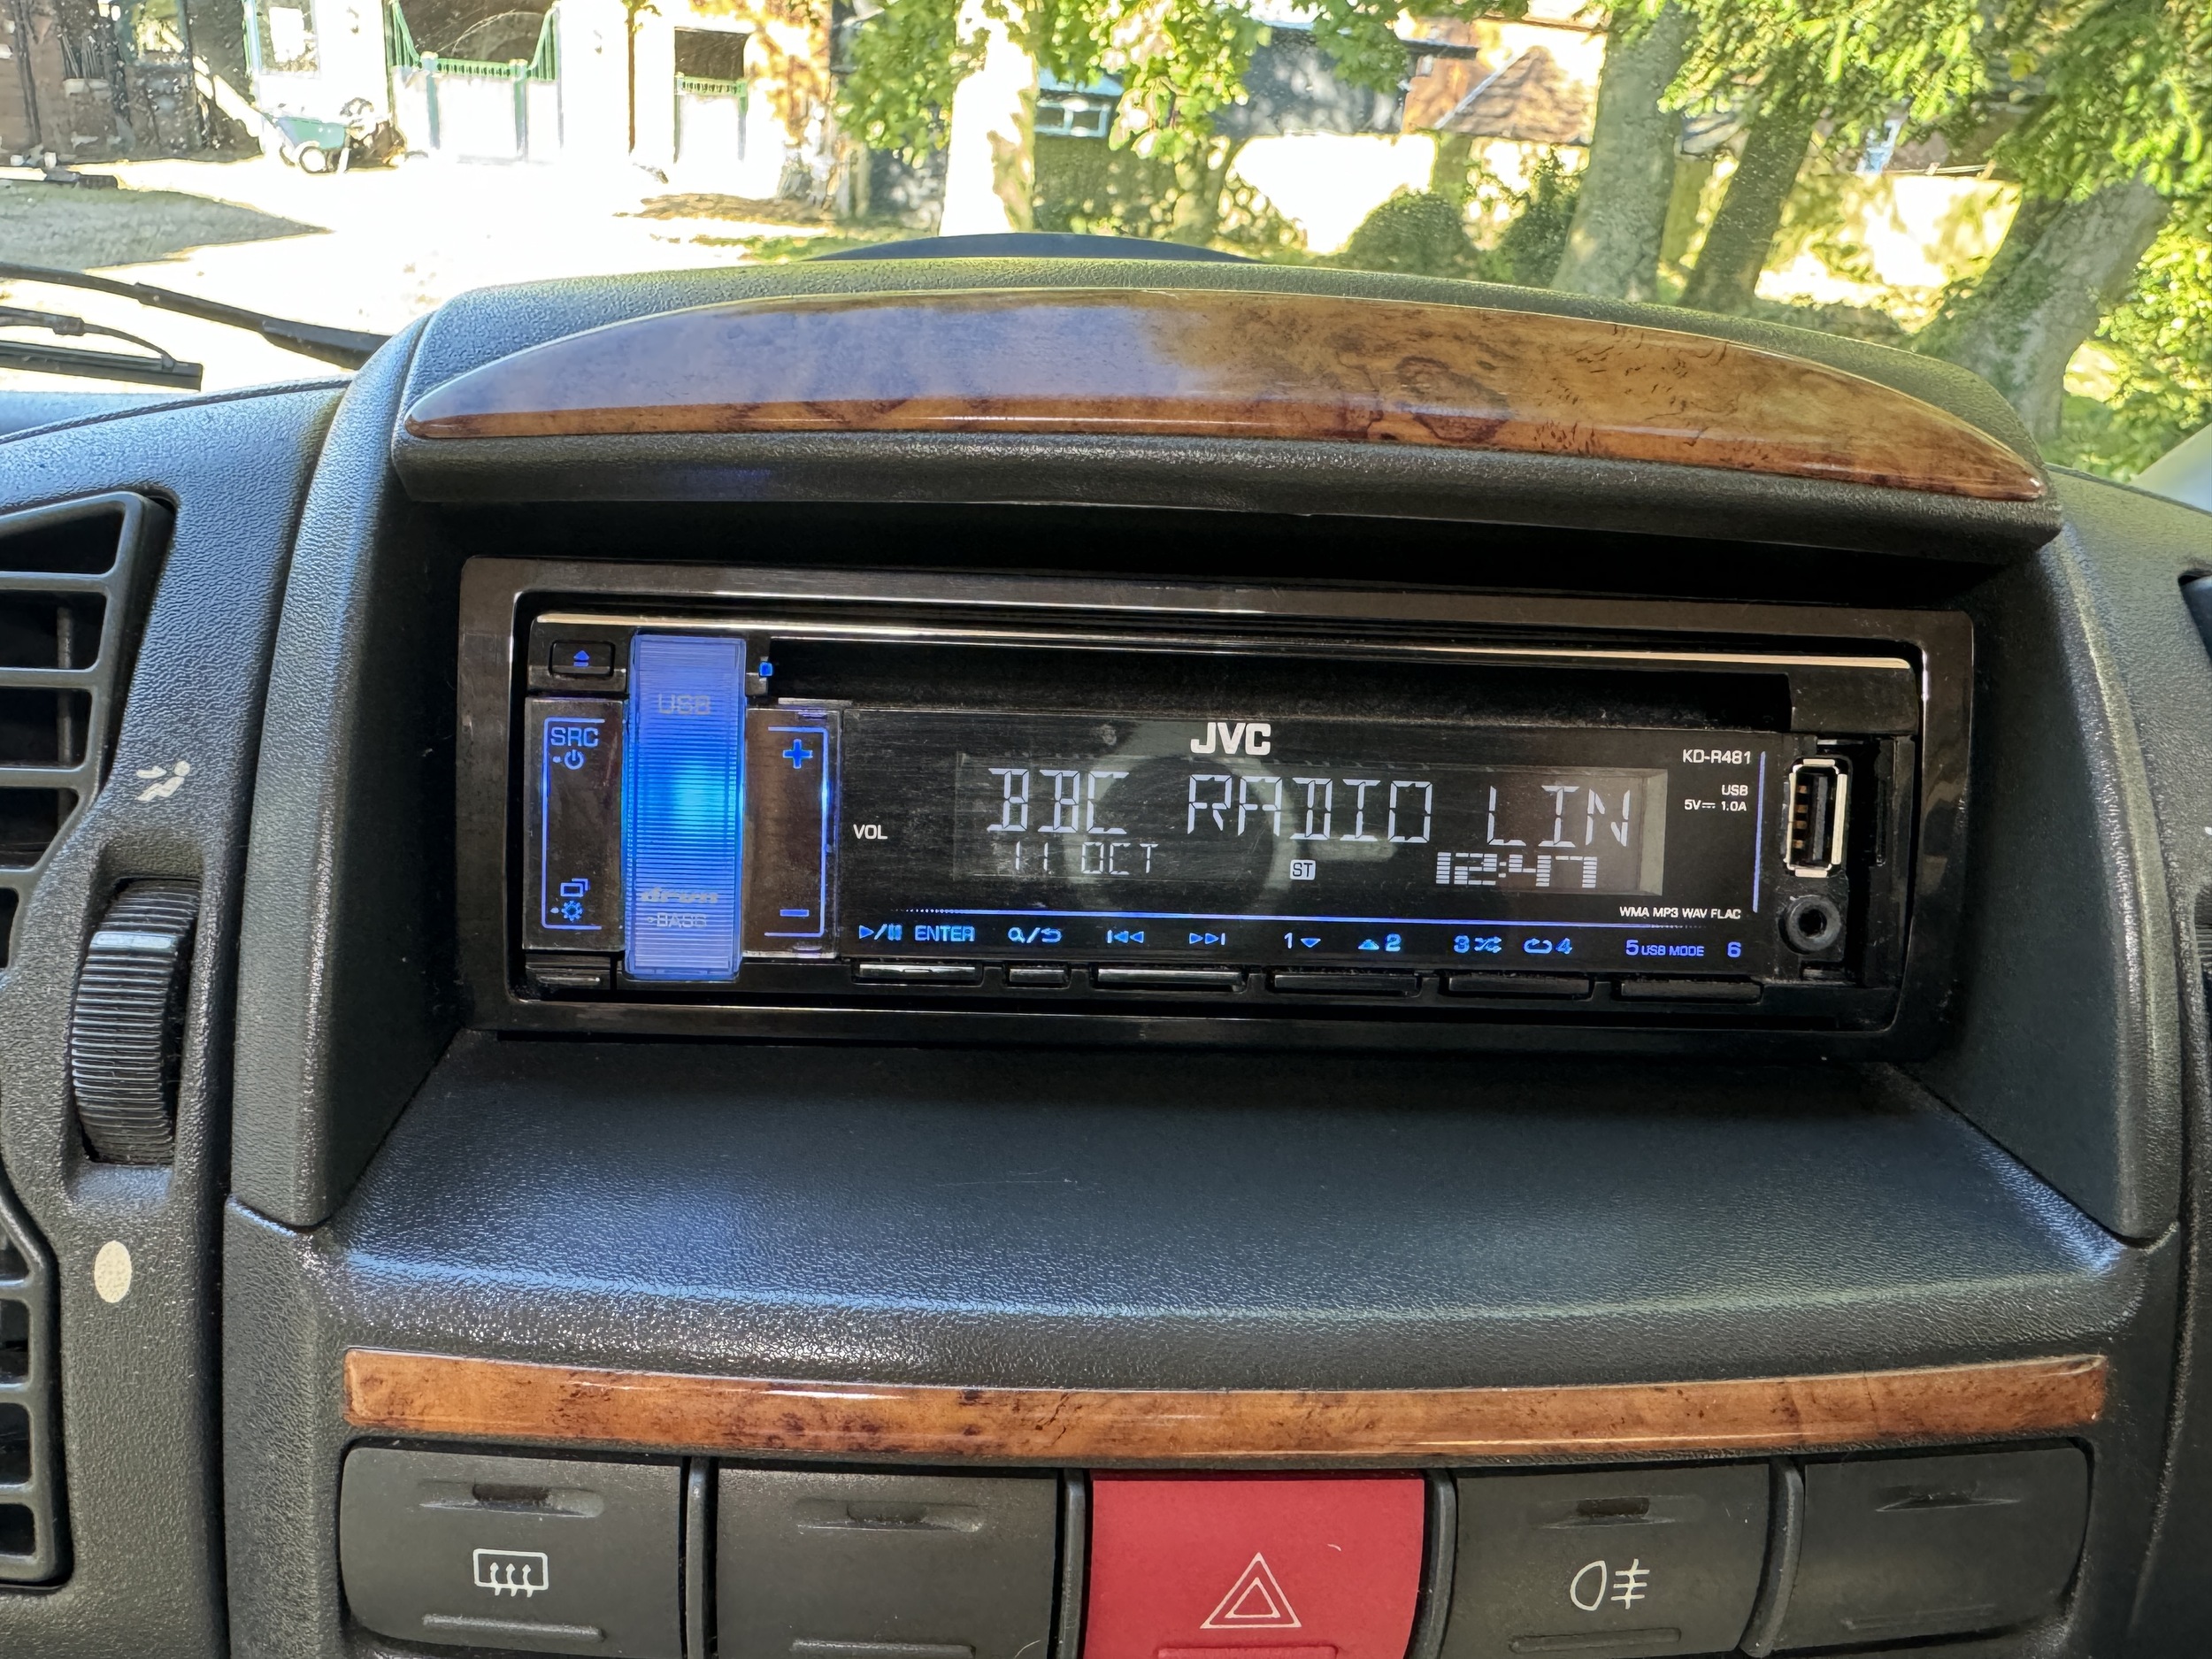 USB
JVC
KD-R481
SRC
USB
5V⎓ 1.0A
BBC RADIO LIN
VOL
11 OCT
ST
12:47
drvn
BASS
WMA MP3 WAV FLAC
ENTER
1
2
3
4
5 USB MODE
6